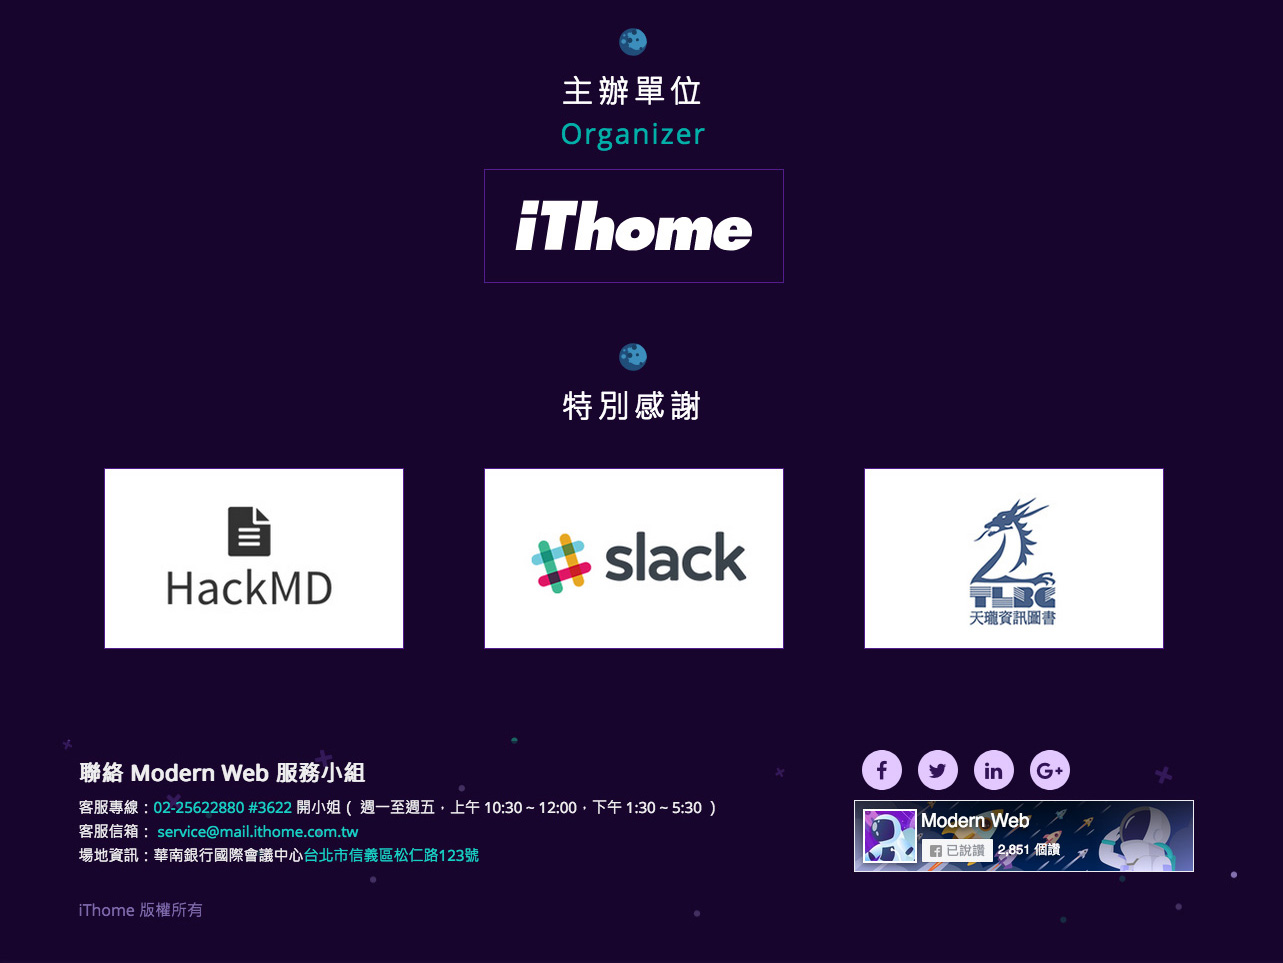 主辦單位
Organizer
iThome
特別感謝
HackMD
slack
TLBC
天瓏資訊圖書
聯絡 Modern Web 服務小組
客服專線：02-25622880 #3622 開小姐（ 週一至週五，上午 10:30 ~ 12:00，下午 1:30 ~ 5:30 ）
客服信箱： service@mail.ithome.com.tw
場地資訊：華南銀行國際會議中心台北市信義區松仁路123號
iThome 版權所有
f in G+
Modern Web
已說讚 2,851 個讚